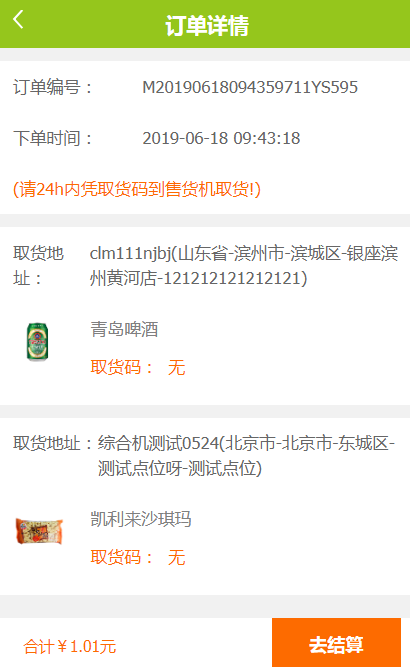 订单详情
订单编号： M20190618094359711YS595
下单时间： 2019-06-18 09:43:18
(请24h内凭取货码到售货机取货!)
取货地址： clm111njbj(山东省-滨州市-滨城区-银座滨
州黄河店-121212121212121)
青岛啤酒
取货码： 无
取货地址： 综合机测试0524(北京市-北京市-东城区-
测试点位呀-测试点位)
凯利来沙琪玛
取货码： 无
合计￥1.01元 去结算